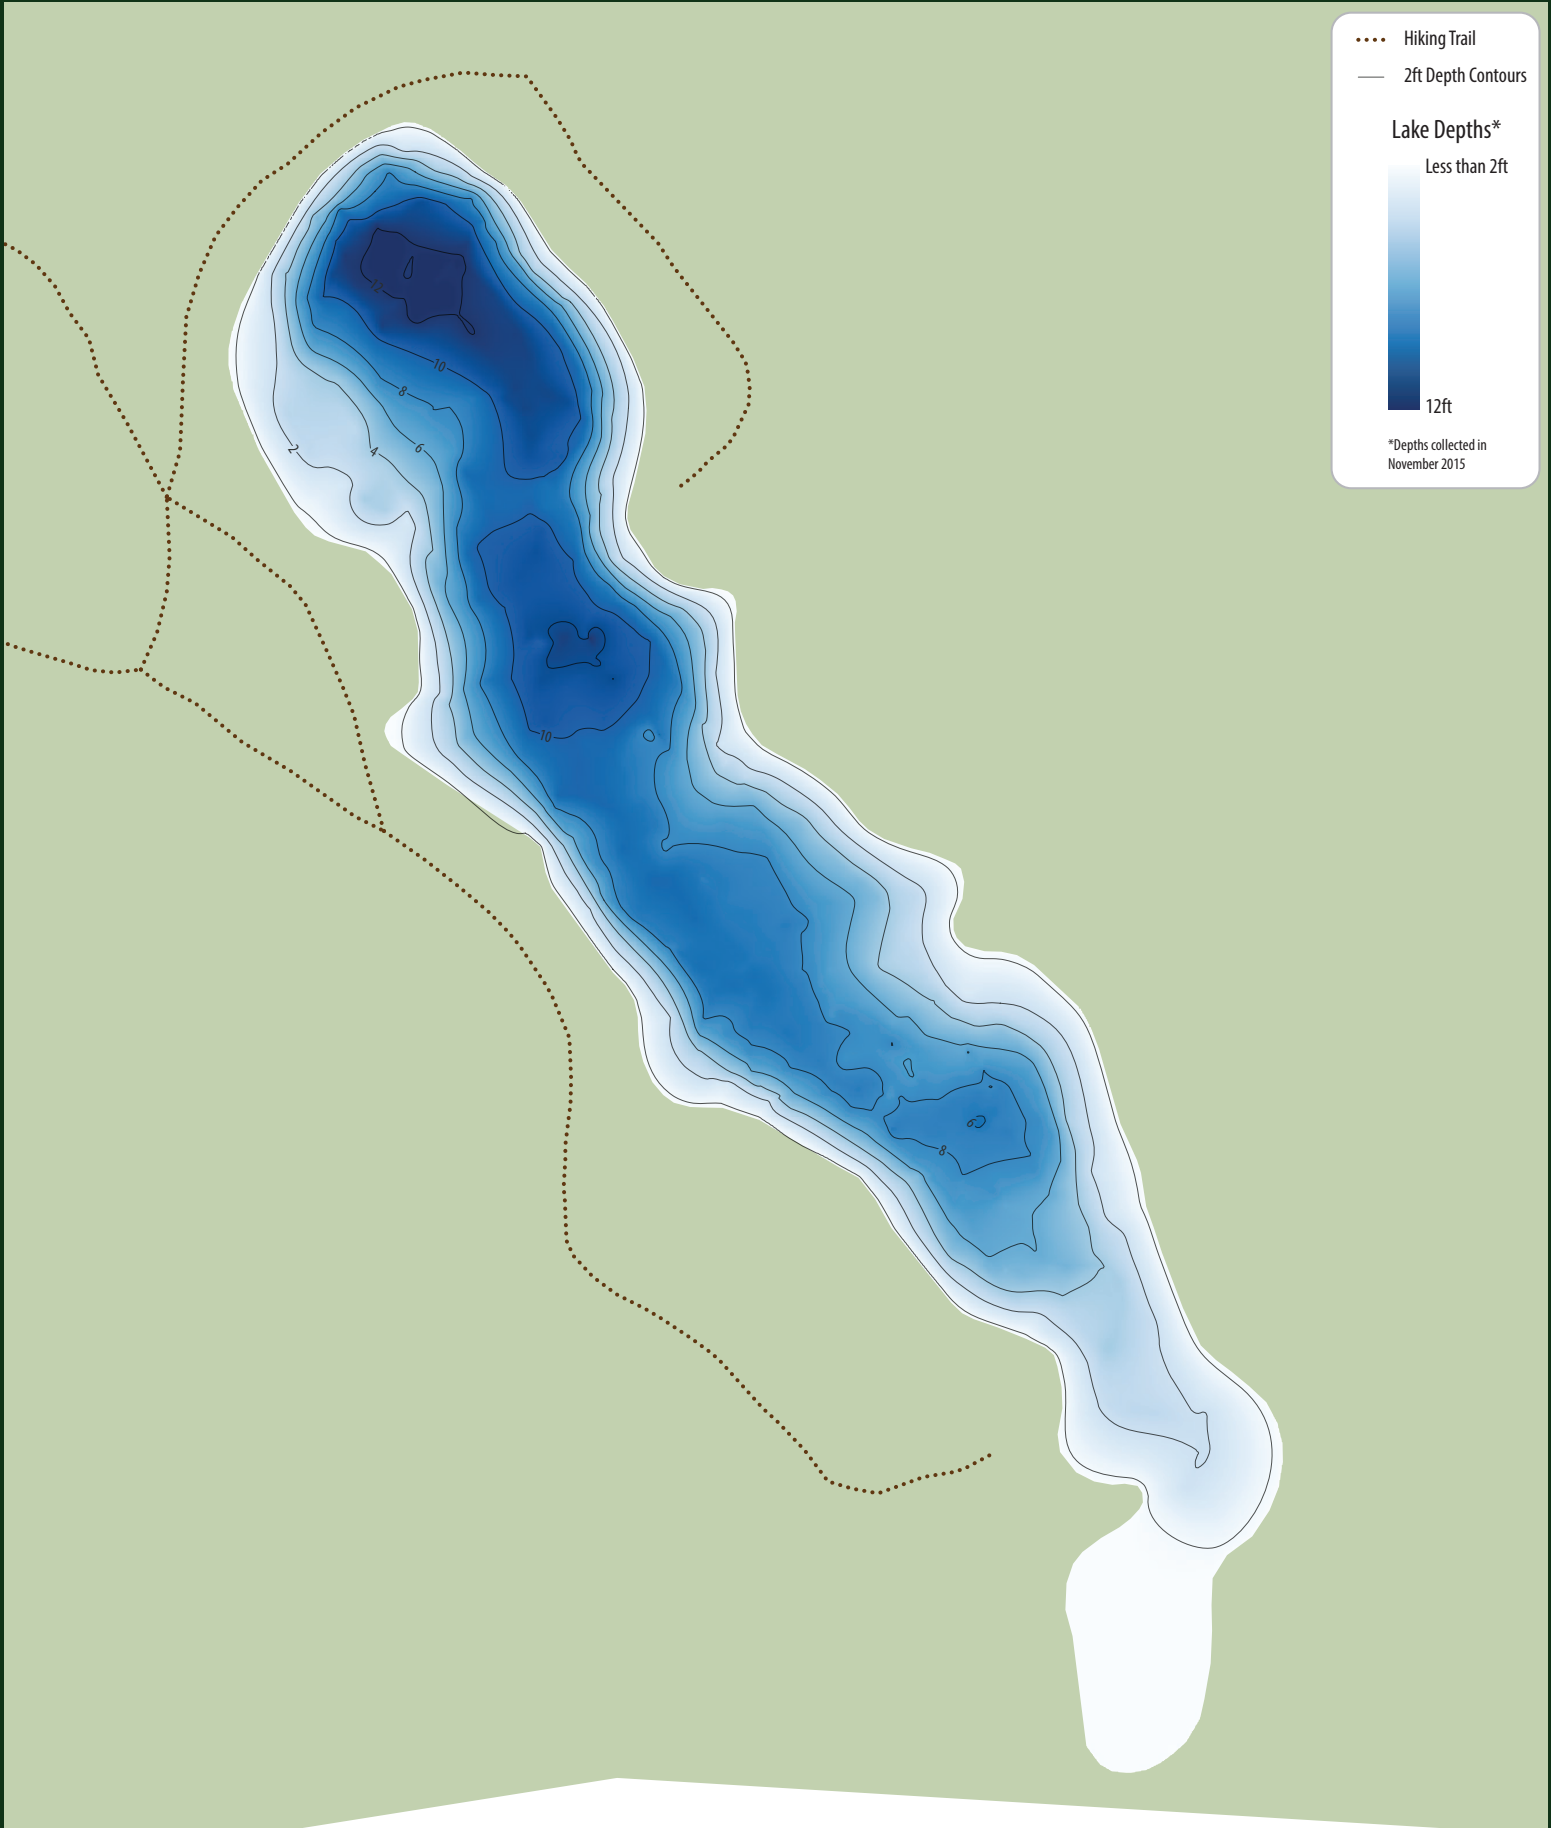 Hiking Trail
2ft Depth Contours
Lake Depths*
Less than 2ft
12ft
*Depths collected in
November 2015
12
10
8
2
4
6
10
6
8